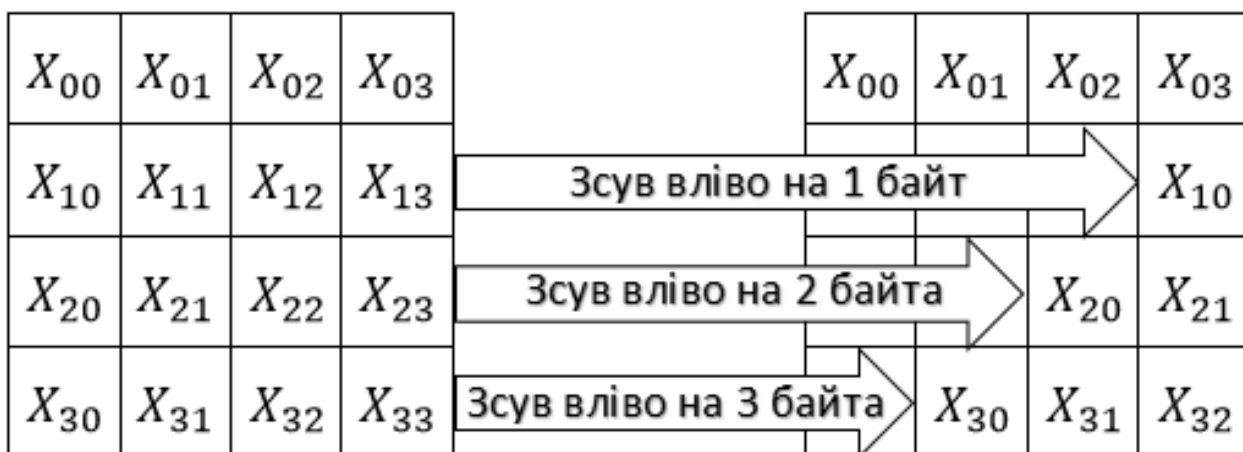 X₀₀ X₀₁ X₀₂ X₀₃ X₀₀ X₀₁ X₀₂ X₀₃
X₁₀ X₁₁ X₁₂ X₁₃ Зсув вліво на 1 байт X₁₀
X₂₀ X₂₁ X₂₂ X₂₃ Зсув вліво на 2 байта X₂₀ X₂₁
X₃₀ X₃₁ X₃₂ X₃₃ Зсув вліво на 3 байта X₃₀ X₃₁ X₃₂